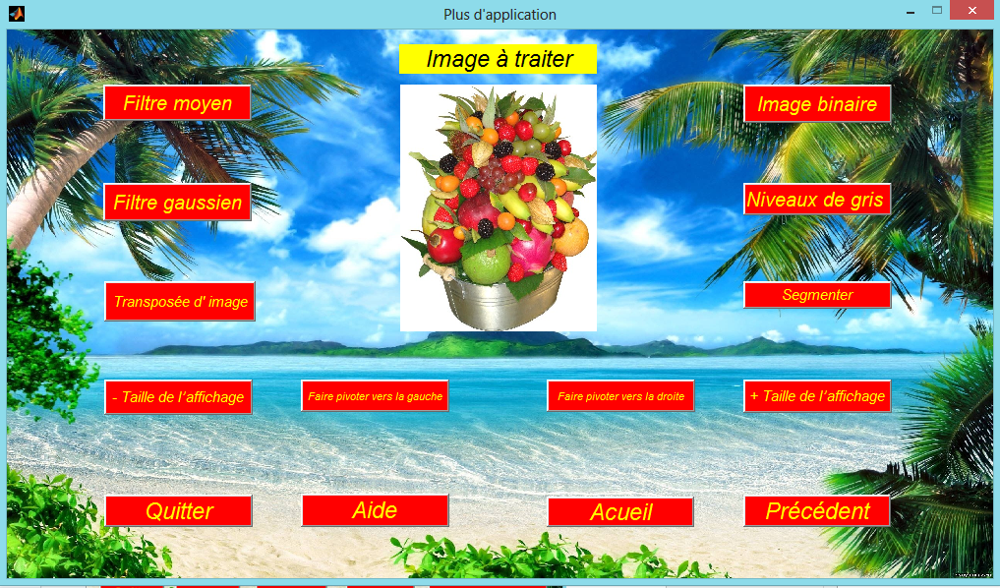 Plus d'application
Image à traiter
Filtre moyen
Image binaire
Filtre gaussien
Niveaux de gris
Transposée d' image
Segmenter
- Taille de l'affichage
Faire pivoter vers la gauche
Faire pivoter vers la droite
+ Taille de l'affichage
Quitter
Aide
Acueil
Précédent